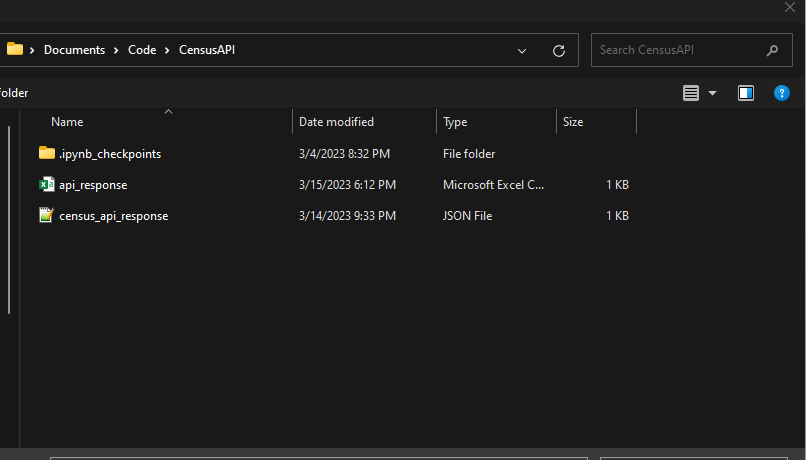 Documents > Code > CensusAPI Search CensusAPI
folder
Name Date modified Type Size
.ipynb_checkpoints 3/4/2023 8:32 PM File folder
api_response 3/15/2023 6:12 PM Microsoft Excel C... 1 KB
census_api_response 3/14/2023 9:33 PM JSON File 1 KB